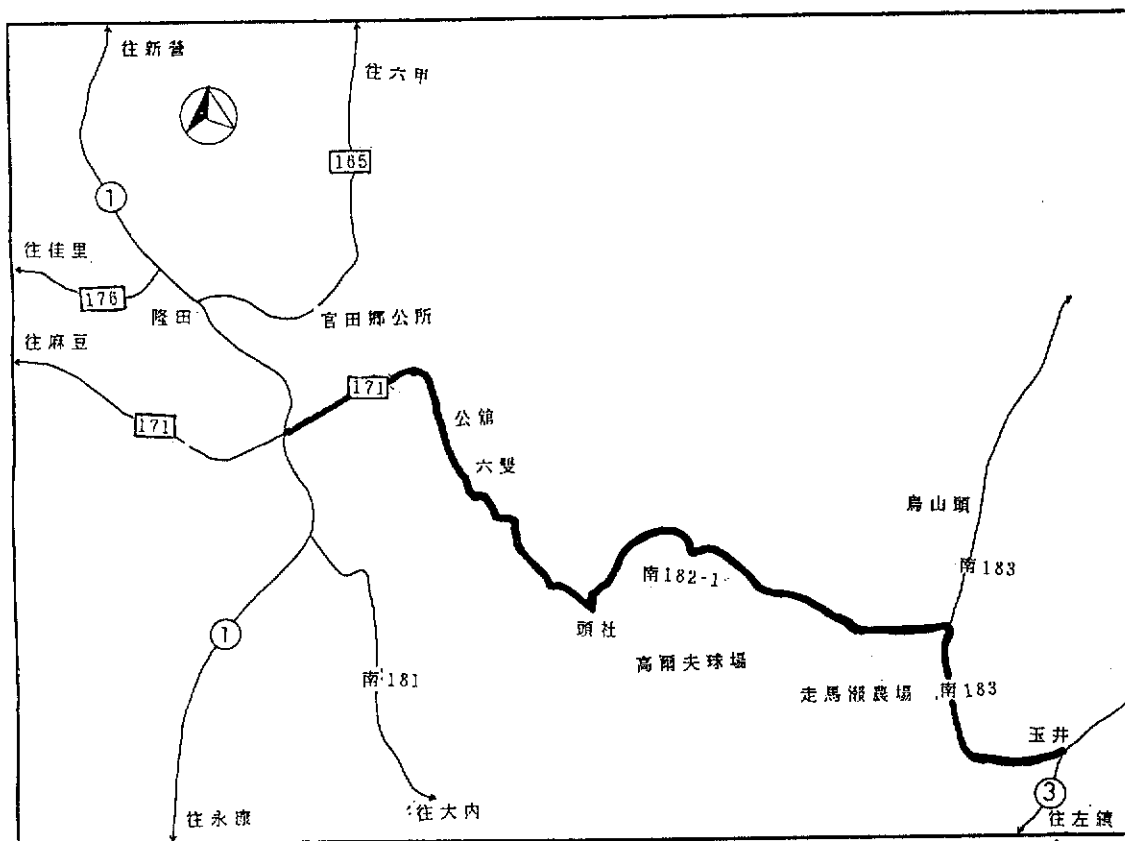 往新營
往六甲
165
1
往佳里
176
隆田
官田鄉公所
往麻豆
171
171
公舘
六雙
烏山頭
南183
南182-1
頭社
1
高爾夫球場
南181
走馬瀨農場
南183
玉井
3
往永康
往大內
往左鎮